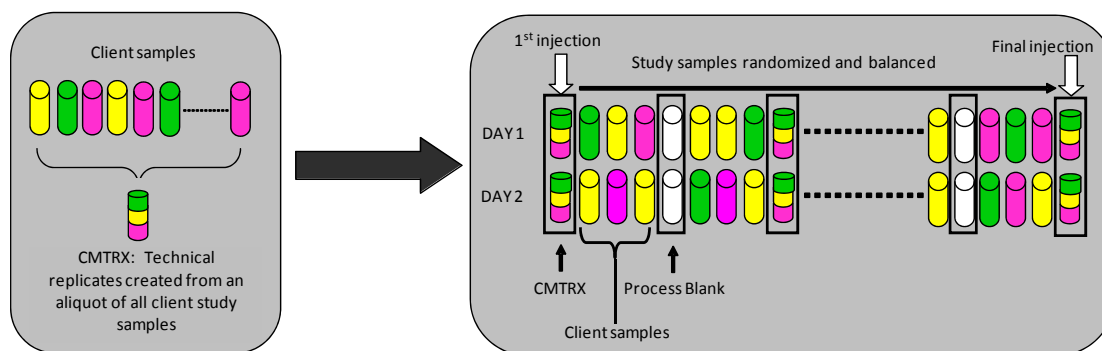 Client samples
CMTRX: Technical
replicates created from an
aliquot of all client study
samples
1st injection
Final injection
Study samples randomized and balanced
DAY 1
DAY 2
CMTRX
Process Blank
Client samples